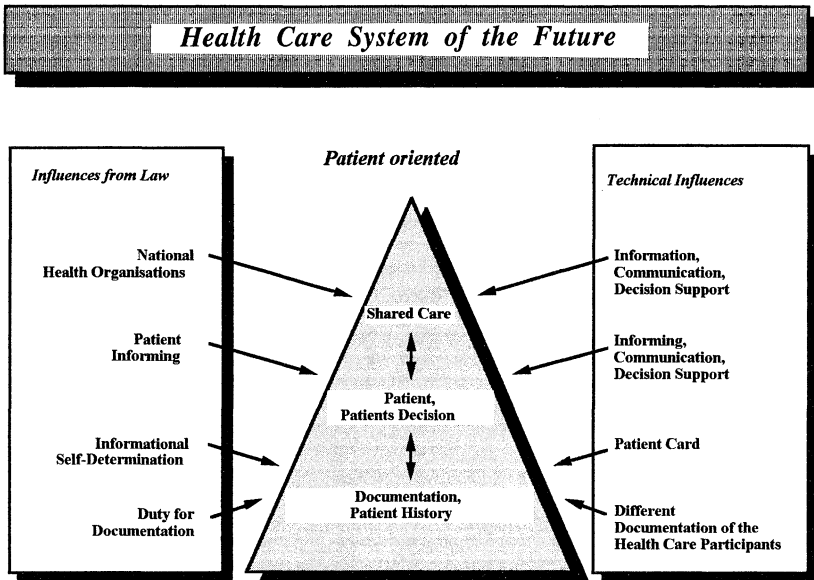 Health Care System of the Future
Patient oriented
Influences from Law
National
Health Organisations
Patient
Informing
Informational
Self-Determination
Duty for
Documentation
Shared Care
Patient,
Patients Decision
Documentation,
Patient History
Technical Influences
Information,
Communication,
Decision Support
Informing,
Communication,
Decision Support
Patient Card
Different
Documentation of the
Health Care Participants